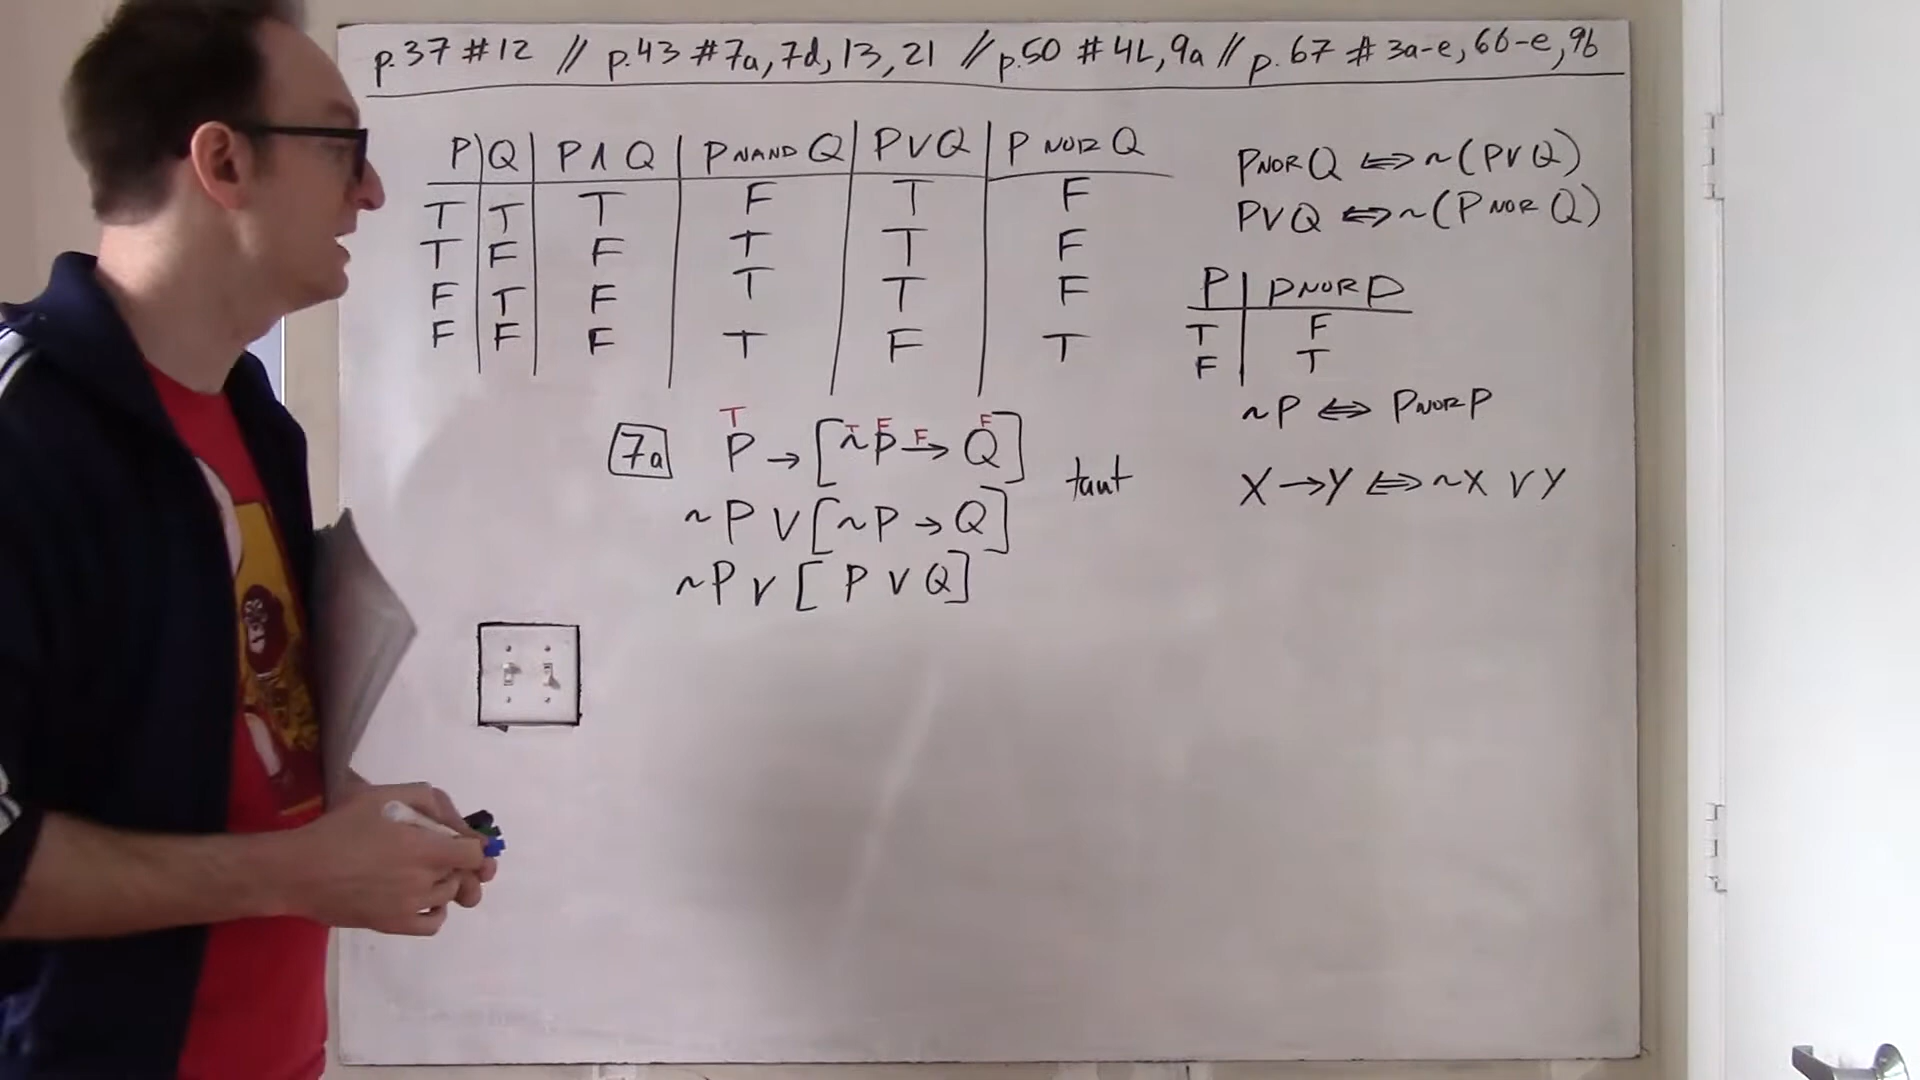 p.37 #12 // p.43 #7a, 7d, 13, 21 // p.50 #4L, 9a // p.67 #3a-e, 6b-e, 9b
P Q P ∧ Q P NAND Q P ∨ Q P NOR Q
T T T F T F
T F F T T F
F T F T T F
F F F T F T
P NOR Q ⇔ ~(P ∨ Q)
P ∨ Q ⇔ ~(P NOR Q)
P P NOR P
T F
F T
~P ⇔ P NOR P
X → Y ⇔ ~X ∨ Y
T T F F F
7a P → [~P → Q]
taut
~P ∨ [~P → Q]
~P ∨ [P ∨ Q]